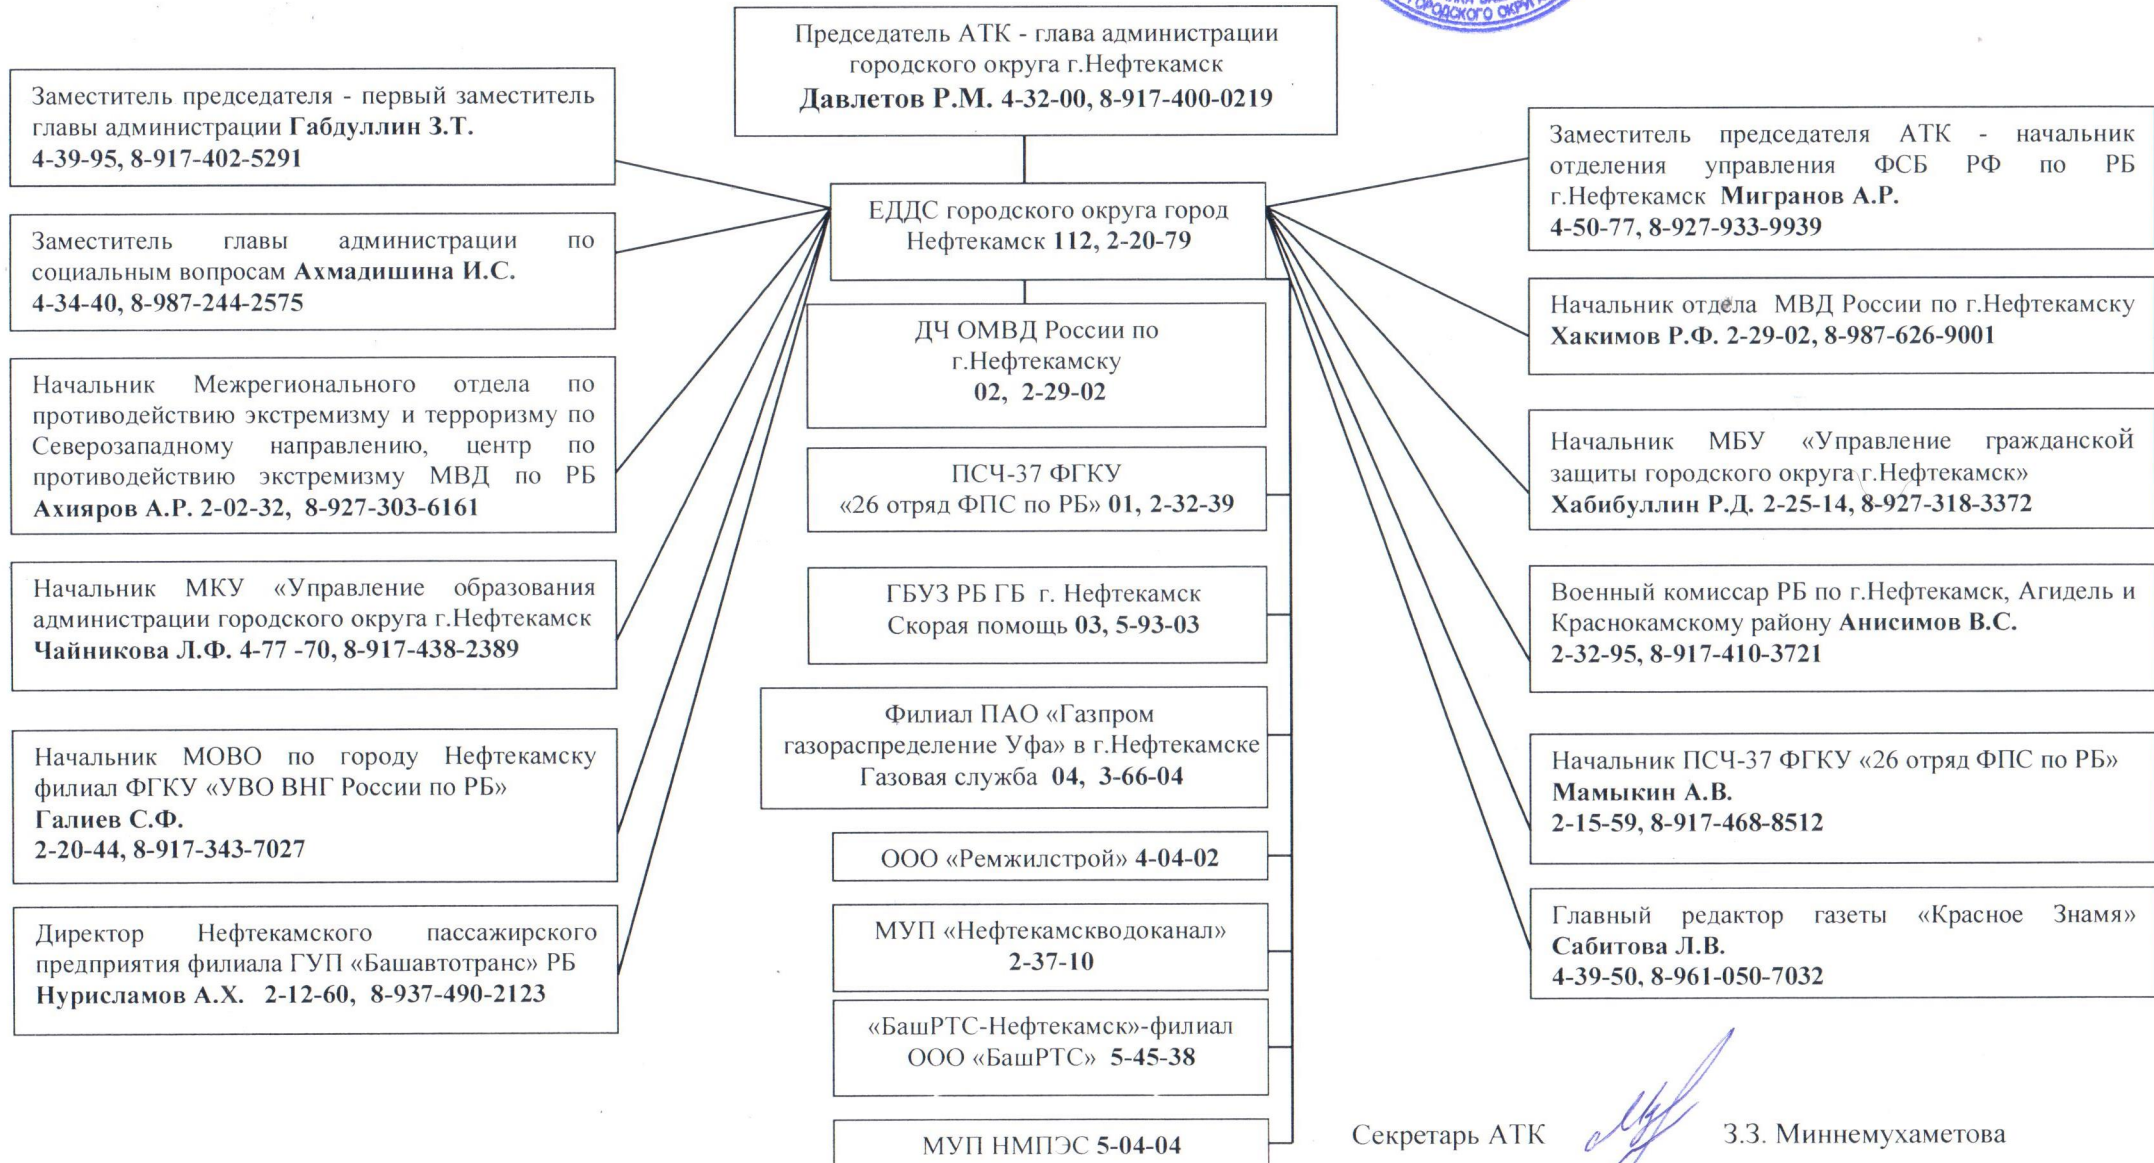 ГОРОДСКОГО ОКРУГА
Председатель АТК - глава администрации
городского округа г.Нефтекамск
Давлетов Р.М. 4-32-00, 8-917-400-0219
Заместитель председателя - первый заместитель
главы администрации Габдуллин З.Т.
4-39-95, 8-917-402-5291
Заместитель главы администрации по
социальным вопросам Ахмадишина И.С.
4-34-40, 8-987-244-2575
Начальник Межрегионального отдела по
противодействию экстремизму и терроризму по
Северозападному направлению, центр по
противодействию экстремизму МВД по РБ
Ахияров А.Р. 2-02-32, 8-927-303-6161
Начальник МКУ «Управление образования
администрации городского округа г.Нефтекамск
Чайникова Л.Ф. 4-77 -70, 8-917-438-2389
Начальник МОВО по городу Нефтекамску
филиал ФГКУ «УВО ВНГ России по РБ»
Галиев С.Ф.
2-20-44, 8-917-343-7027
Директор Нефтекамского пассажирского
предприятия филиала ГУП «Башавтотранс» РБ
Нурисламов А.Х. 2-12-60, 8-937-490-2123
ЕДДС городского округа город
Нефтекамск 112, 2-20-79
ДЧ ОМВД России по
г.Нефтекамску
02, 2-29-02
ПСЧ-37 ФГКУ
«26 отряд ФПС по РБ» 01, 2-32-39
ГБУЗ РБ ГБ г. Нефтекамск
Скорая помощь 03, 5-93-03
Филиал ПАО «Газпром
газораспределение Уфа» в г.Нефтекамске
Газовая служба 04, 3-66-04
ООО «Ремжилстрой» 4-04-02
МУП «Нефтекамскводоканал»
2-37-10
«БашРТС-Нефтекамск»-филиал
ООО «БашРТС» 5-45-38
МУП НМПЭС 5-04-04
Заместитель председателя АТК - начальник
отделения управления ФСБ РФ по РБ
г.Нефтекамск Мигранов А.Р.
4-50-77, 8-927-933-9939
Начальник отдела МВД России по г.Нефтекамску
Хакимов Р.Ф. 2-29-02, 8-987-626-9001
Начальник МБУ «Управление гражданской
защиты городского округа г.Нефтекамск»
Хабибуллин Р.Д. 2-25-14, 8-927-318-3372
Военный комиссар РБ по г.Нефтекамск, Агидель и
Краснокамскому району Анисимов В.С.
2-32-95, 8-917-410-3721
Начальник ПСЧ-37 ФГКУ «26 отряд ФПС по РБ»
Мамыкин А.В.
2-15-59, 8-917-468-8512
Главный редактор газеты «Красное Знамя»
Сабитова Л.В.
4-39-50, 8-961-050-7032
Секретарь АТК З.З. Миннемухаметова